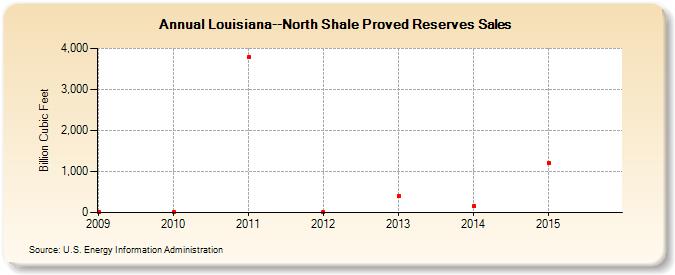 Annual Louisiana--North Shale Proved Reserves Sales
Billion Cubic Feet
4,000
3,000
2,000
1,000
0
2009 2010 2011 2012 2013 2014 2015
Source: U.S. Energy Information Administration